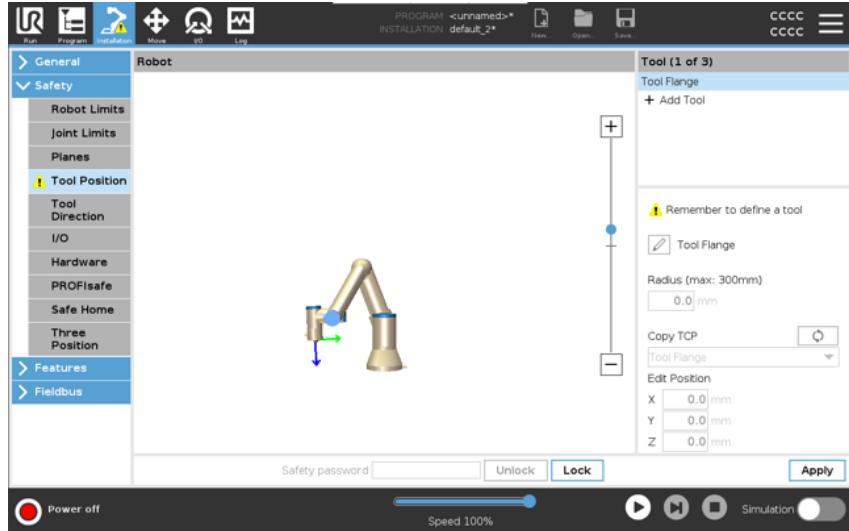 UR
PROGRAM <unnamed>*
INSTALLATION default_2*
cccc
cccc
Run Program Installation Move I/O Log New... Open... Save...
General
Safety
Robot Limits
Joint Limits
Planes
Tool Position
Tool
Direction
I/O
Hardware
PROFIsafe
Safe Home
Three
Position
Features
Fieldbus
Robot
+
−
Tool (1 of 3)
Tool Flange
+ Add Tool
Remember to define a tool
Tool Flange
Radius (max: 300mm)
0.0 mm
Copy TCP
Tool Flange
Edit Position
X 0.0 mm
Y 0.0 mm
Z 0.0 mm
Safety password Unlock Lock Apply
Power off
Speed 100%
Simulation